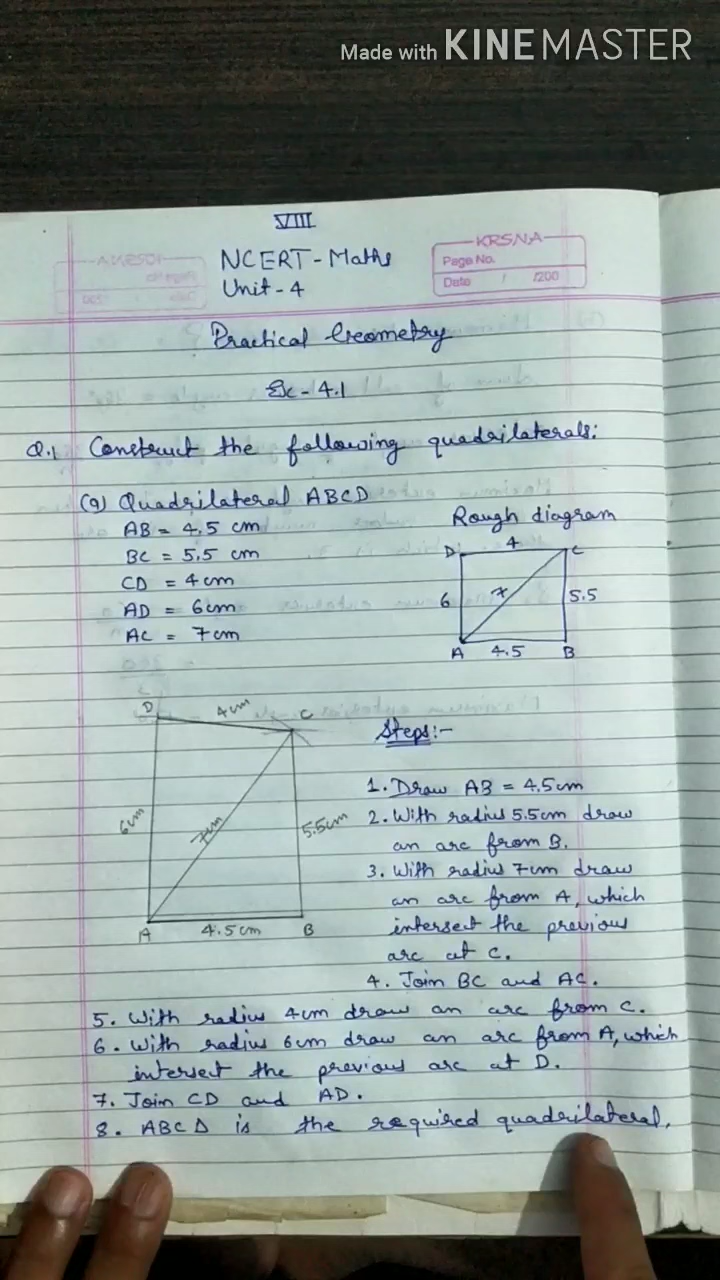 Made with KINEMASTER
VIII
NCERT - Maths
Unit - 4
KRSNA
Page No.
Date / /200
Practical Geometry
Ex - 4.1
Q.1 Construct the following quadrilaterals:
(a) Quadrilateral ABCD
AB = 4.5 cm
BC = 5.5 cm
CD = 4cm
AD = 6cm
AC = 7cm
Rough diagram
D 4 C
6 7 5.5
A 4.5 B
D 4cm C
6cm 7cm 5.5cm
A 4.5cm B
Steps:-
1. Draw AB = 4.5cm
2. With radius 5.5cm draw
an arc from B.
3. With radius 7cm draw
an arc from A, which
intersect the previous
arc at C.
4. Join BC and AC.
5. With radius 4cm draw an arc from C.
6. With radius 6cm draw an arc from A, which
intersect the previous arc at D.
7. Join CD and AD.
8. ABCD is the required quadrilateral.